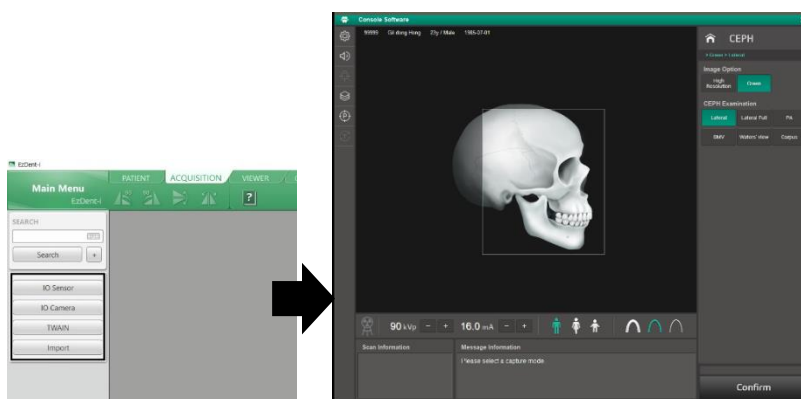 EzDent-i
Main Menu
EzDent-i
PATIENT
ACQUISITION
VIEWER
?
SEARCH
Search
+
IO Sensor
IO Camera
TWAIN
Import
Console Software
99999 Gil dong Hong 23y / Male 1985-07-01
CEPH
Image Option
High
Resolution
Green
CEPH Examination
Lateral
Lateral Full
PA
SMV
Waters' view
Carpus
90 kVp - +
16.0 mA - +
Scan Information
Message Information
Please select a capture mode.
Confirm